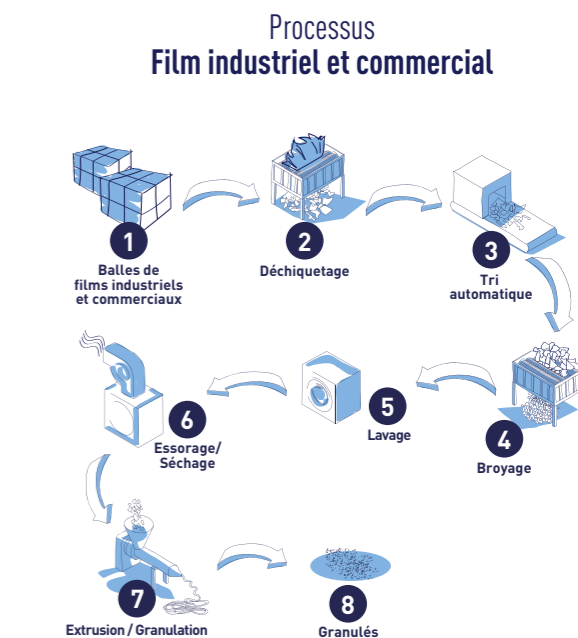 Processus
Film industriel et commercial
1
Balles de
films industriels
et commerciaux
2
Déchiquetage
3
Tri
automatique
4
Broyage
5
Lavage
6
Essorage/
Séchage
7
Extrusion / Granulation
8
Granulés